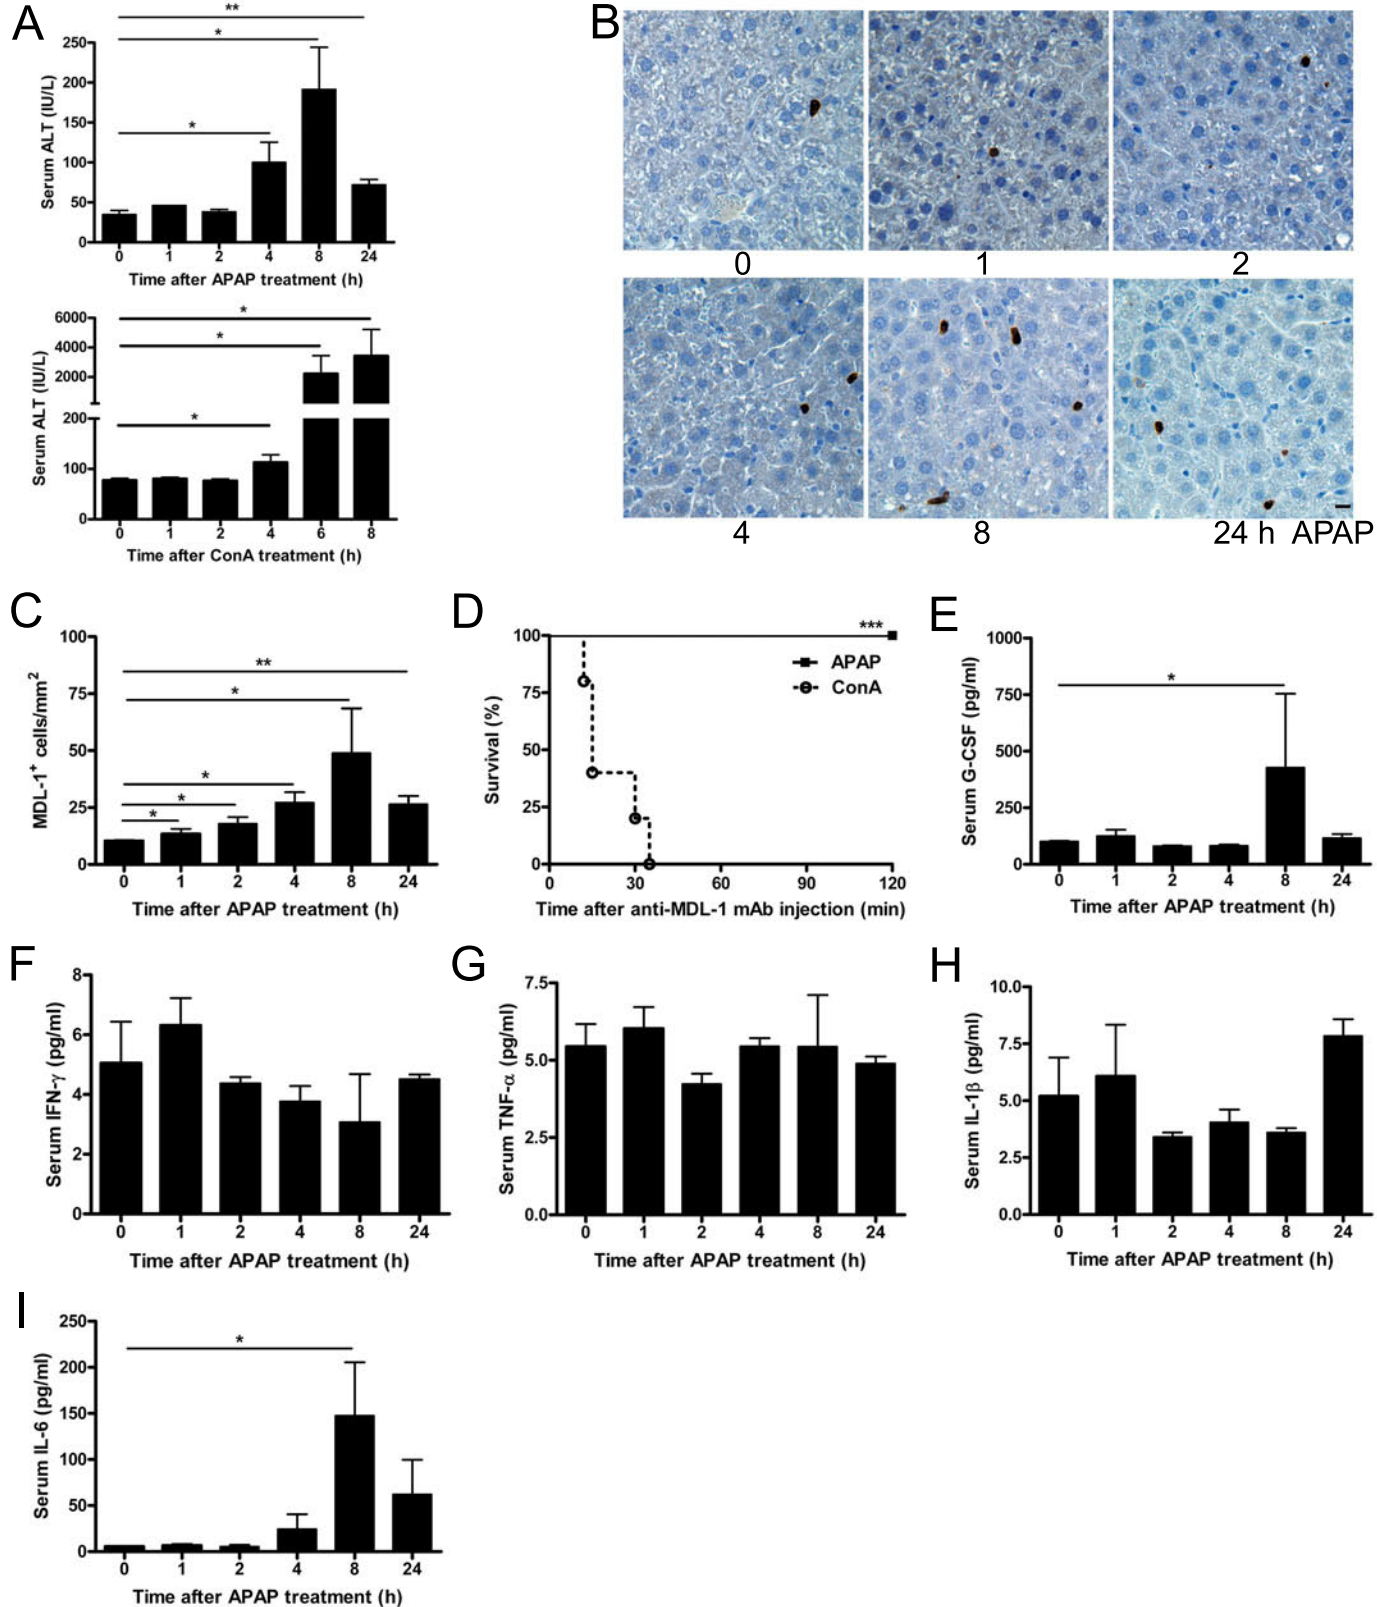 A
**
*
*
250
200
150
100
50
0
Serum ALT (IU/L)
0 1 2 4 8 24
Time after APAP treatment (h)
*
*
*
6000
4000
2000
200
100
0
Serum ALT (IU/L)
0 1 2 4 6 8
Time after ConA treatment (h)
B
0 1 2
4 8 24 h APAP
C
100
75
50
25
0
MDL-1+ cells/mm2
**
*
*
*
*
0 1 2 4 8 24
Time after APAP treatment (h)
D
100
75
50
25
0
Survival (%)
***
APAP
ConA
0 30 60 90 120
Time after anti-MDL-1 mAb injection (min)
E
1000
750
500
250
0
Serum G-CSF (pg/ml)
*
0 1 2 4 8 24
Time after APAP treatment (h)
F
8
6
4
2
0
Serum IFN-γ (pg/ml)
0 1 2 4 8 24
Time after APAP treatment (h)
G
7.5
5.0
2.5
0.0
Serum TNF-α (pg/ml)
0 1 2 4 8 24
Time after APAP treatment (h)
H
10.0
7.5
5.0
2.5
0.0
Serum IL-1β (pg/ml)
0 1 2 4 8 24
Time after APAP treatment (h)
I
250
200
150
100
50
0
Serum IL-6 (pg/ml)
*
0 1 2 4 8 24
Time after APAP treatment (h)